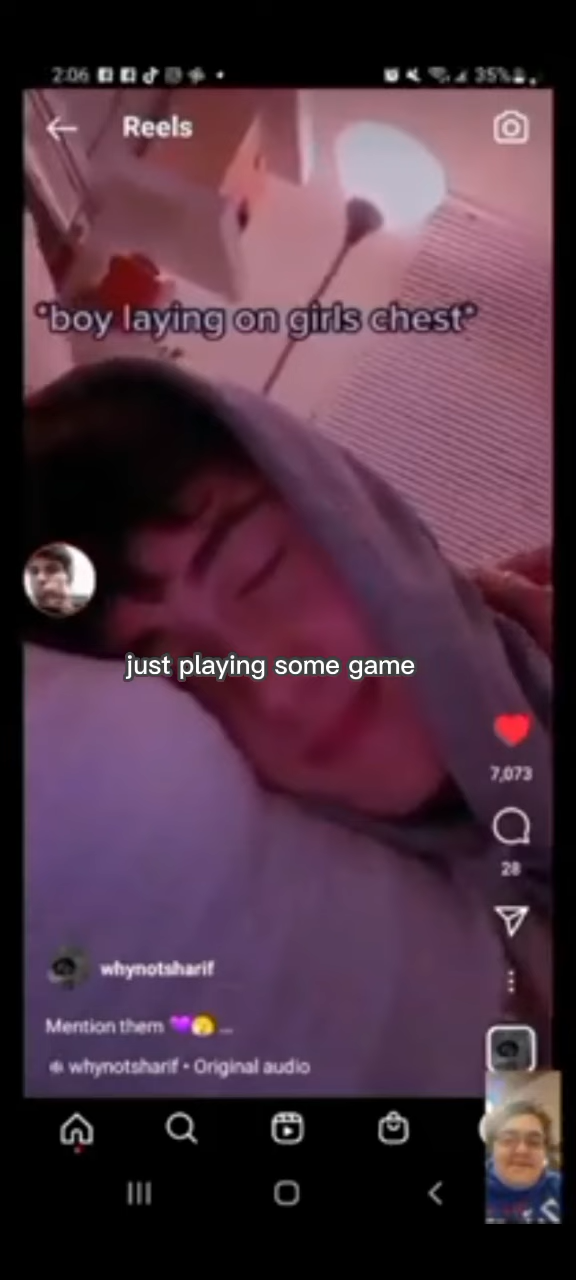 2:06
35%
Reels
*boy laying on girls chest*
just playing some game
7,073
28
whynotsharif
Mention them 💜🫣 ...
whynotsharif • Original audio